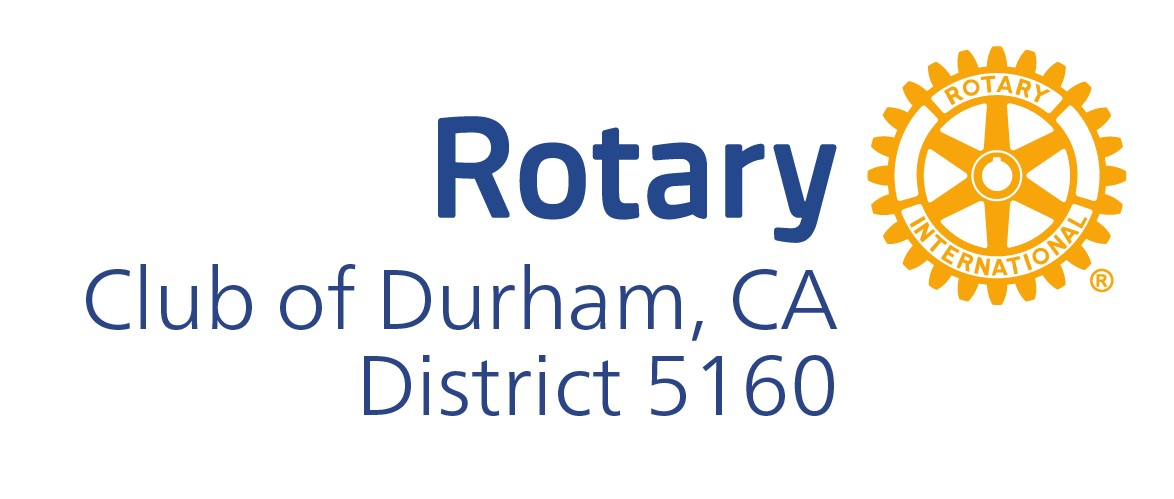 Rotary
Club of Durham, CA
District 5160
ROTARY
INTERNATIONAL
®